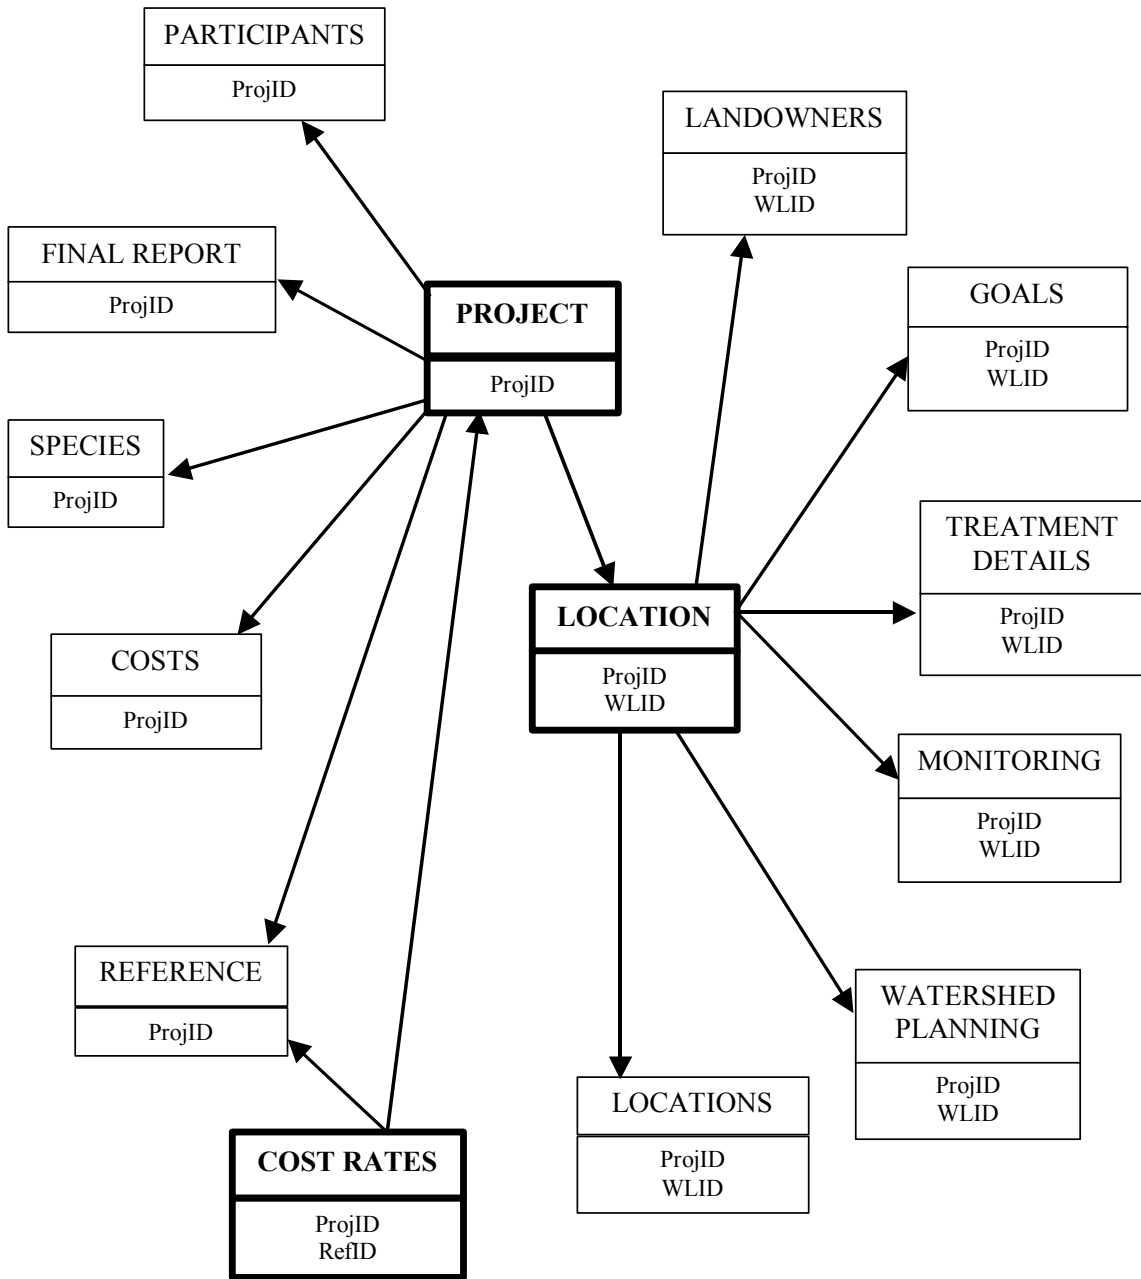 PARTICIPANTS
ProjID
LANDOWNERS
ProjID
WLID
FINAL REPORT
ProjID
PROJECT
ProjID
GOALS
ProjID
WLID
SPECIES
ProjID
TREATMENT
DETAILS
ProjID
WLID
LOCATION
ProjID
WLID
COSTS
ProjID
MONITORING
ProjID
WLID
REFERENCE
ProjID
WATERSHED
PLANNING
ProjID
WLID
LOCATIONS
ProjID
WLID
COST RATES
ProjID
RefID